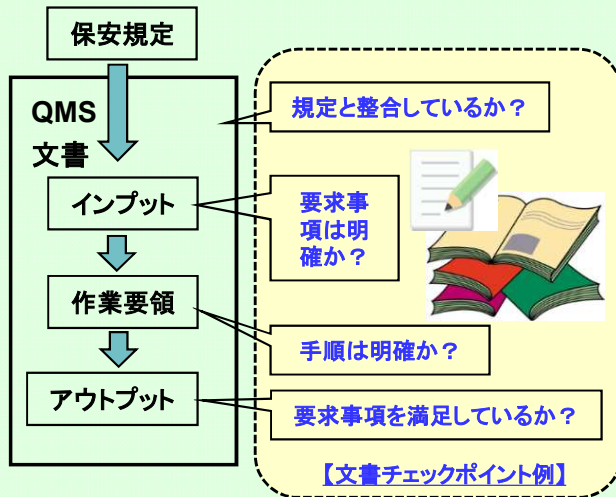 保安規定
QMS
文書
規定と整合しているか？
インプット
要求事
項は明
確か？
作業要領
手順は明確か？
アウトプット
要求事項を満足しているか？
【文書チェックポイント例】